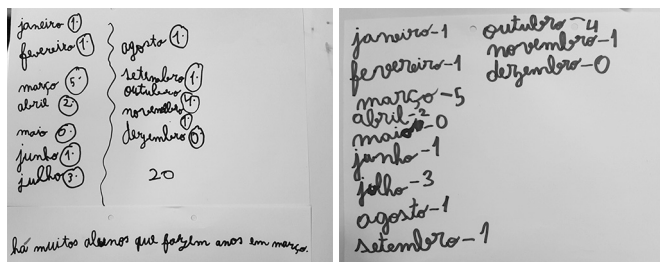 janeiro 1.
fevereiro 1.
março 5.
abril 2.
maio 0.
junho 1.
julho 3.
agosto 1.
setembro 1.
outubro 4.
novembro 1.
dezembro 0.
20
há muitos alunos que fazem anos em março.
janeiro-1
fevereiro-1
março-5
abril-2
maio-0
junho-1
julho-3
agosto-1
setembro-1
outubro-4
novembro-1
dezembro-0